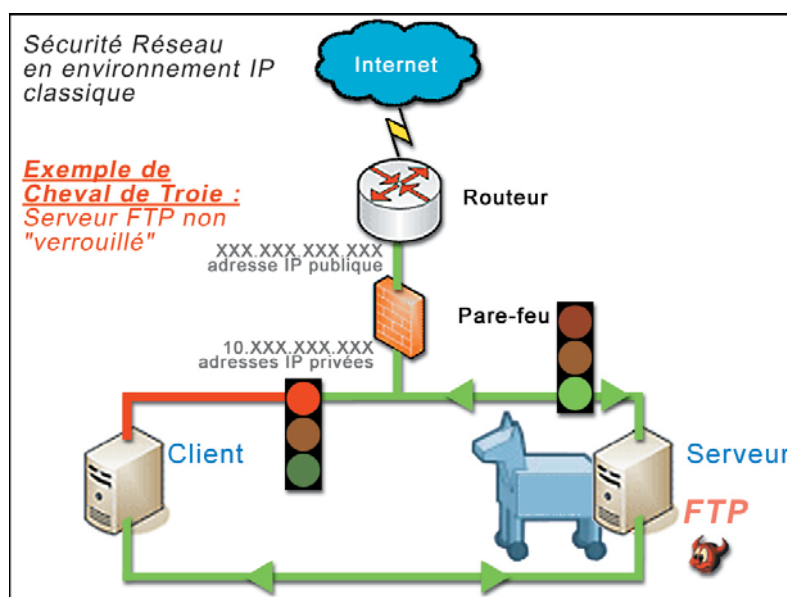 Sécurité Réseau
en environnement IP
classique
Internet
Exemple de
Cheval de Troie :
Serveur FTP non
"verrouillé"
Routeur
XXX.XXX.XXX.XXX
adresse IP publique
Pare-feu
10.XXX.XXX.XXX
adresses IP privées
Client
Serveur
FTP